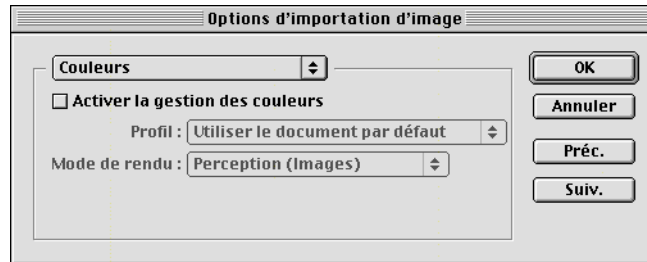 Options d'importation d'image
Couleurs
OK
Activer la gestion des couleurs
Annuler
Profil : Utiliser le document par défaut
Préc.
Mode de rendu : Perception (Images)
Suiv.